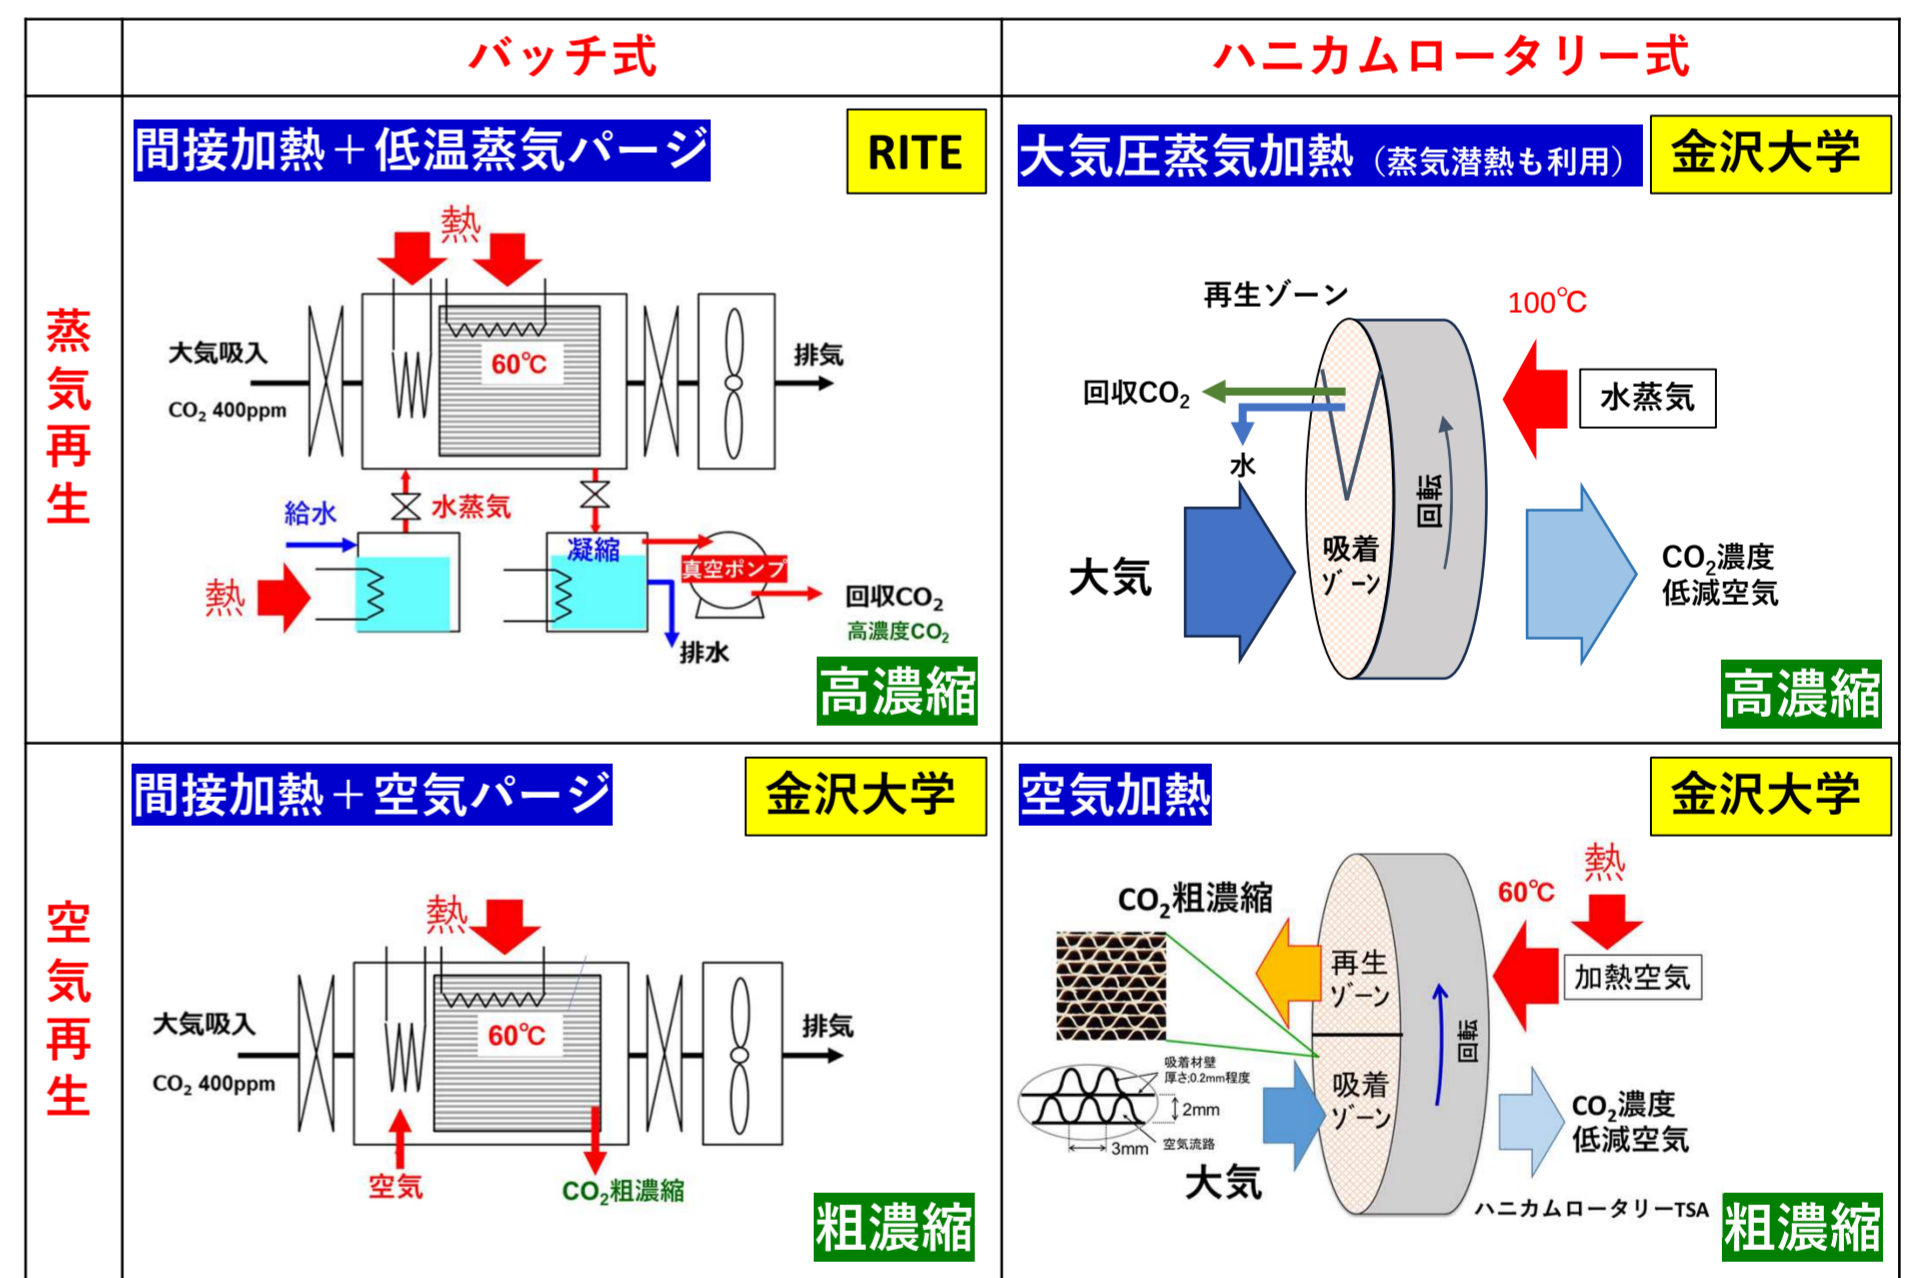 バッチ式
ハニカムロータリー式
蒸気再生
間接加熱＋低温蒸気パージ
RITE
熱
大気吸入
CO₂ 400ppm
60℃
排気
給水
水蒸気
熱
凝縮
真空ポンプ
回収CO₂
高濃度CO₂
排水
高濃縮
大気圧蒸気加熱（蒸気潜熱も利用）
金沢大学
再生ゾーン
100℃
回収CO₂
水蒸気
水
回転
吸着
ゾーン
大気
CO₂濃度
低減空気
高濃縮
空気再生
間接加熱＋空気パージ
金沢大学
熱
大気吸入
CO₂ 400ppm
60℃
排気
空気
CO₂粗濃縮
粗濃縮
空気加熱
金沢大学
熱
CO₂粗濃縮
60℃
再生
ゾーン
加熱空気
回転
吸着材壁
厚さ;0.2mm程度
2mm
空気流路
3mm
吸着
ゾーン
大気
CO₂濃度
低減空気
ハニカムロータリーTSA
粗濃縮